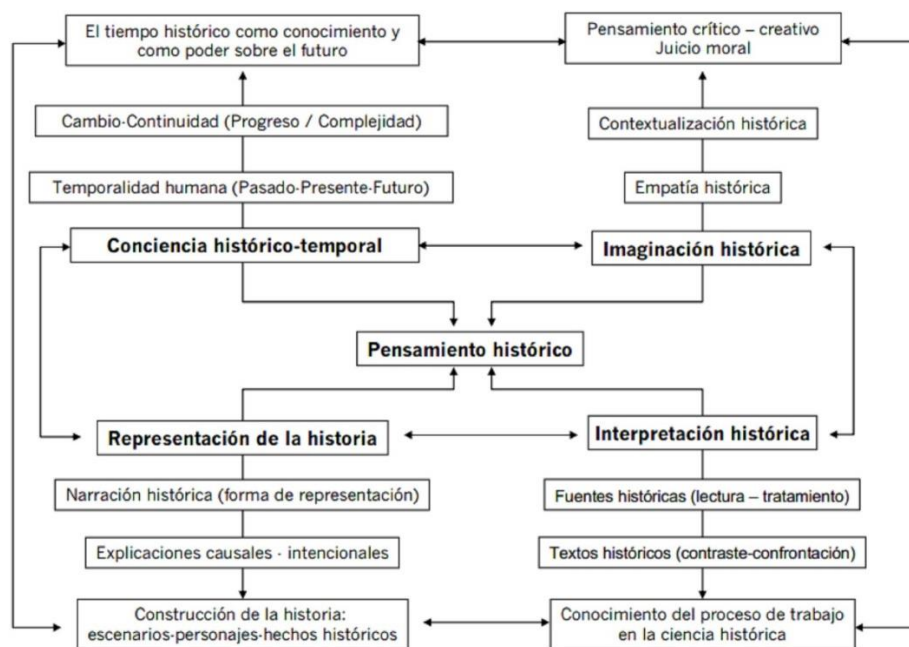 El tiempo histórico como conocimiento y
como poder sobre el futuro
Pensamiento crítico – creativo
Juicio moral
Cambio-Continuidad (Progreso / Complejidad)
Contextualización histórica
Temporalidad humana (Pasado-Presente-Futuro)
Empatía histórica
Conciencia histórico-temporal
Imaginación histórica
Pensamiento histórico
Representación de la historia
Interpretación histórica
Narración histórica (forma de representación)
Fuentes históricas (lectura – tratamiento)
Explicaciones causales - intencionales
Textos históricos (contraste-confrontación)
Construcción de la historia:
escenarios-personajes-hechos históricos
Conocimiento del proceso de trabajo
en la ciencia histórica